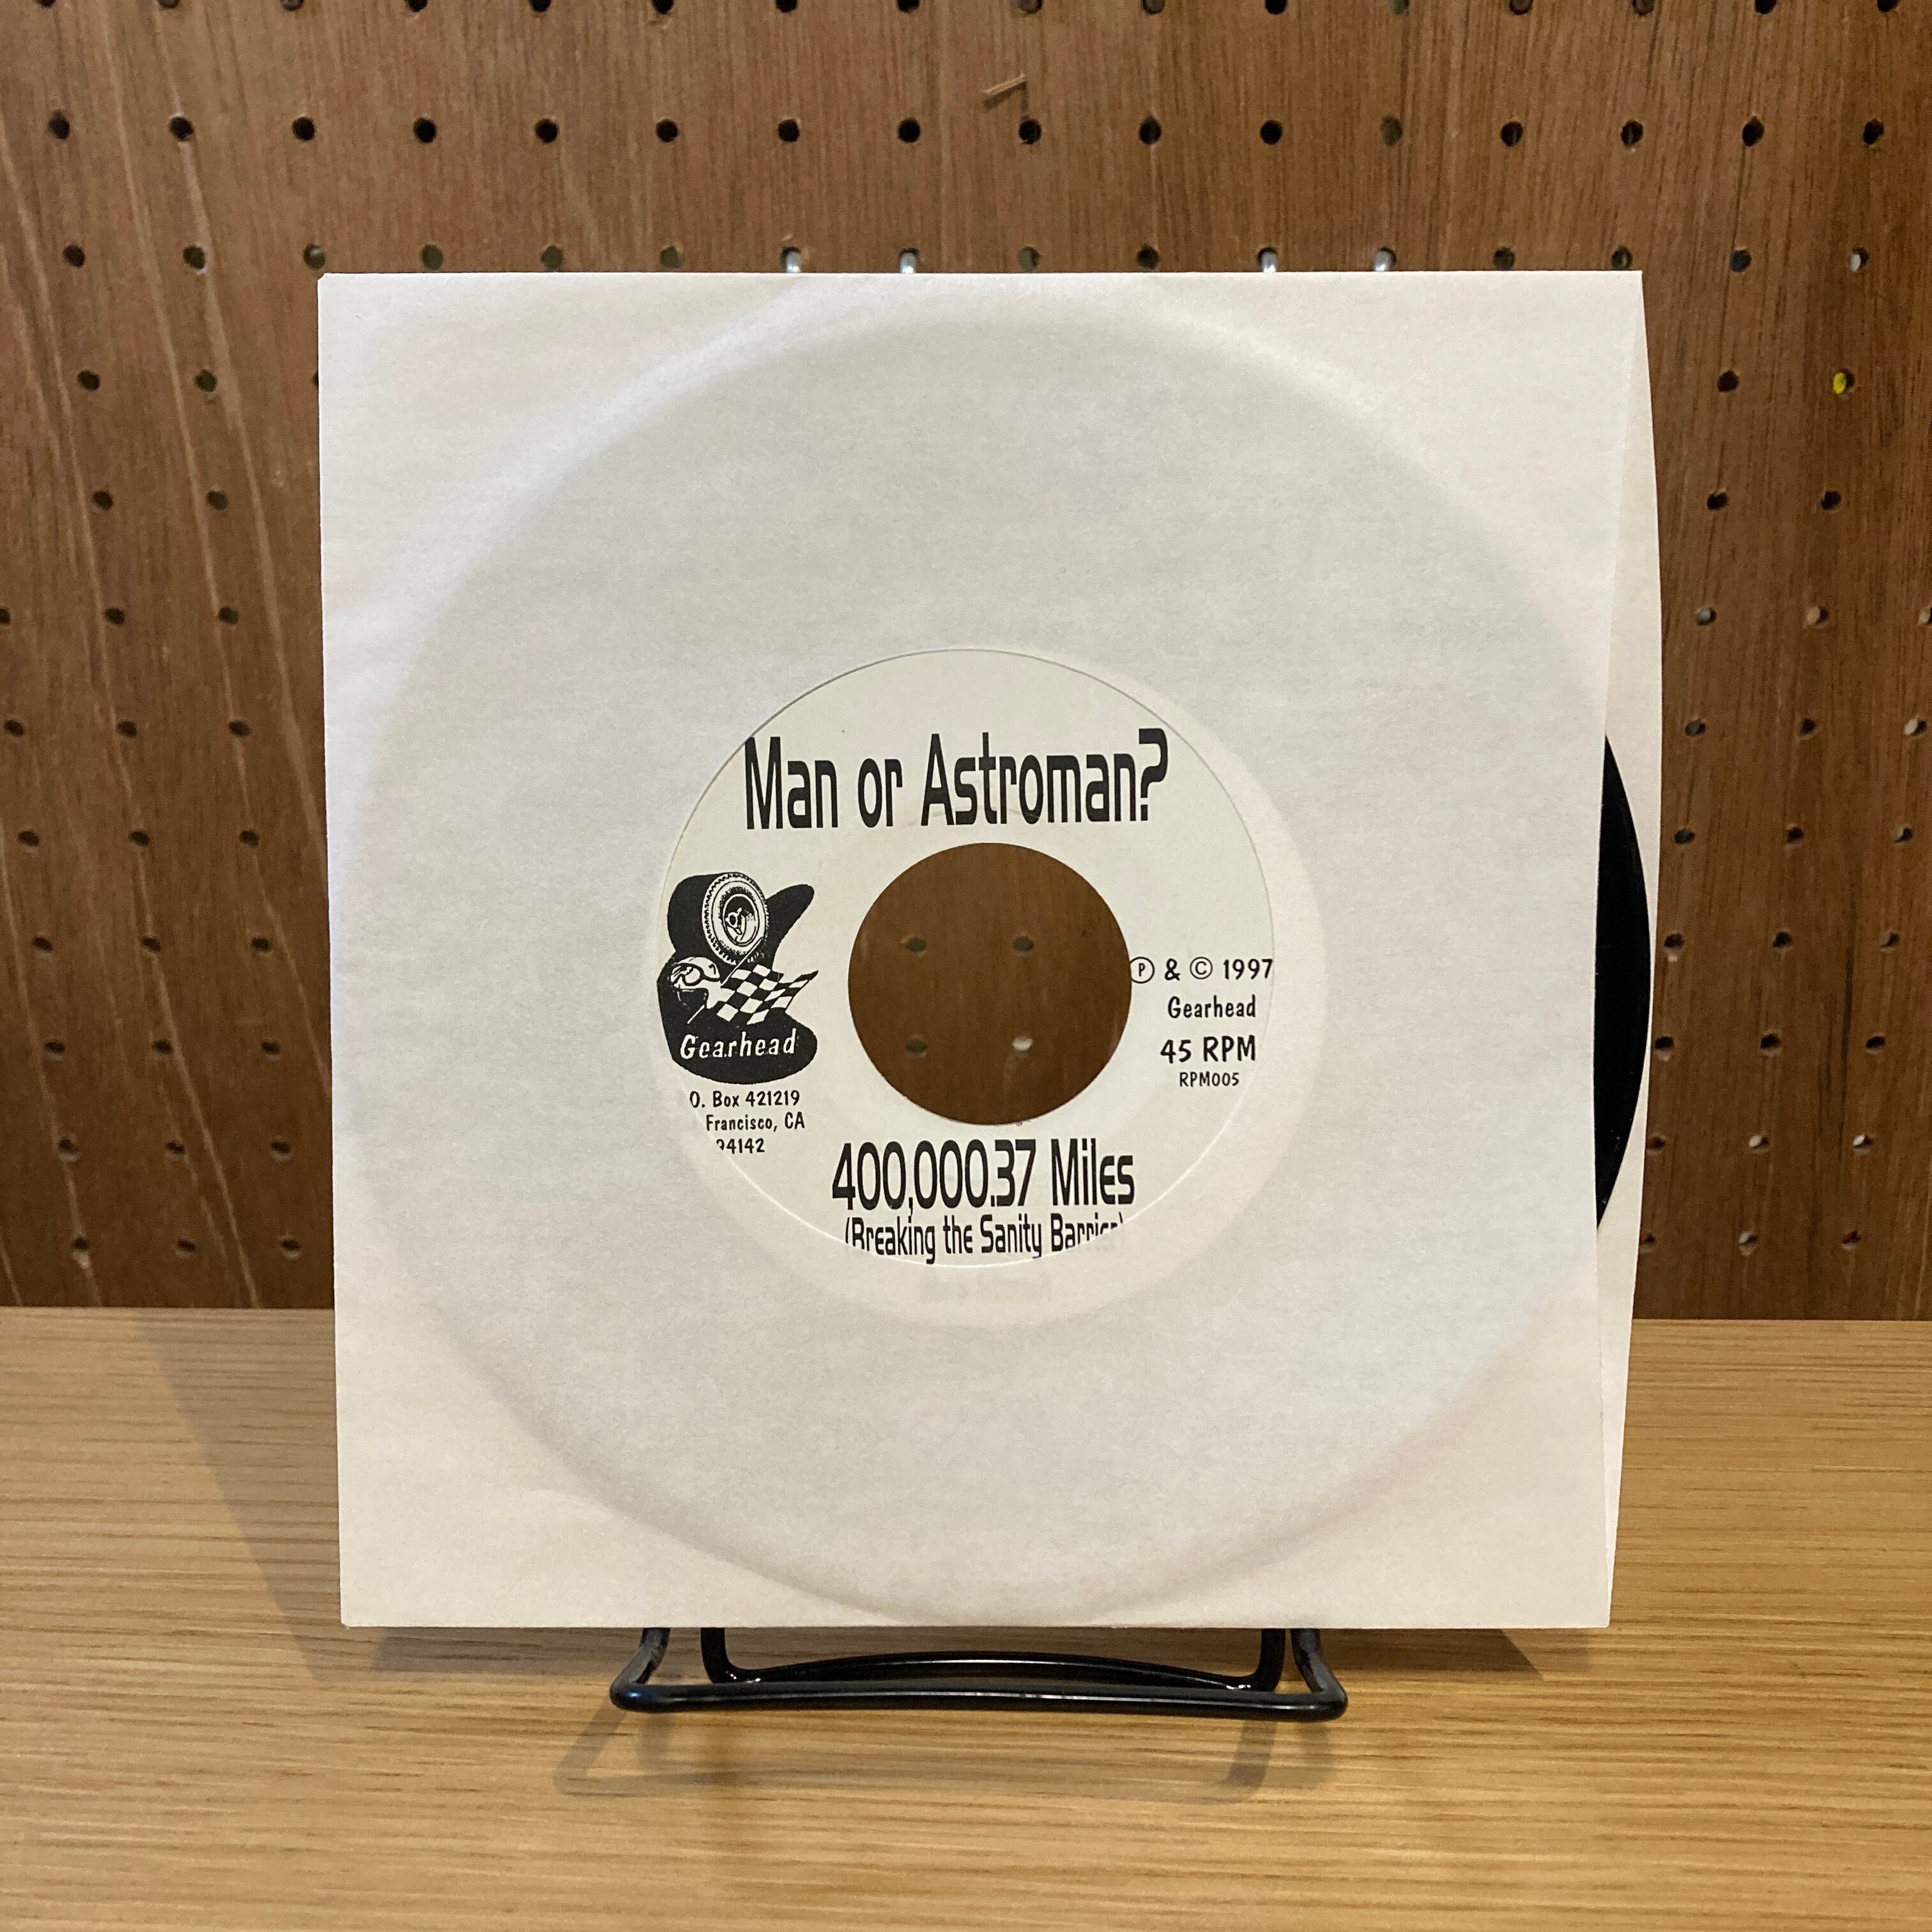 Man or Astroman?
Gearhead
O. Box 421219
Francisco, CA
94142
Ⓟ & © 1997
Gearhead
45 RPM
RPM005
400,000.37 Miles
(Breaking the Sanity Barrier)